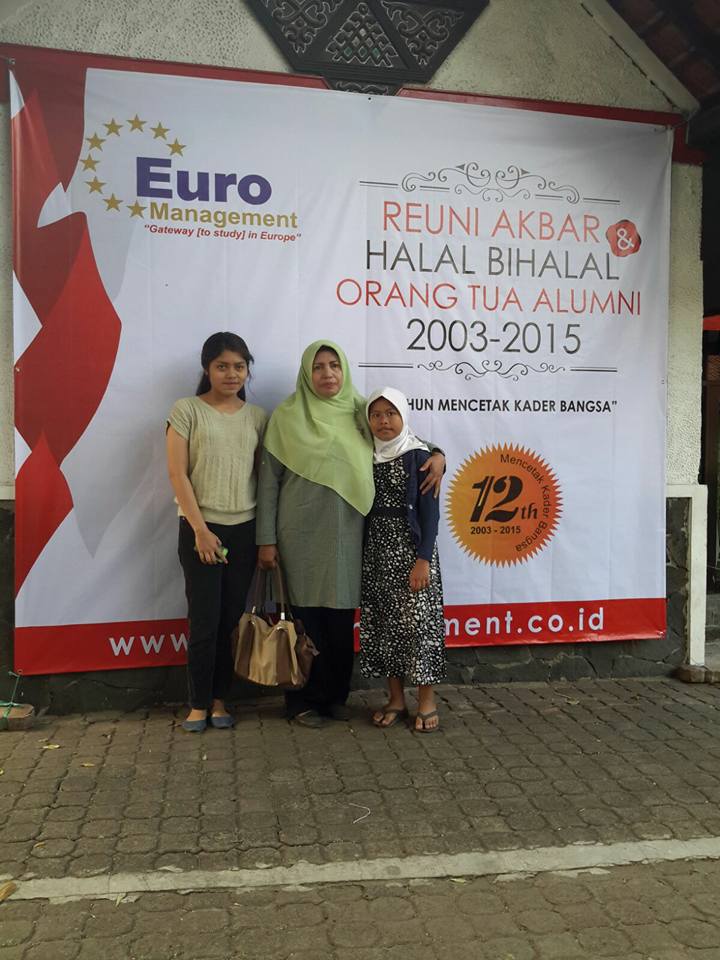 Euro
Management
"Gateway [to study] in Europe"
REUNI AKBAR &
HALAL BIHALAL
ORANG TUA ALUMNI
2003-2015
MENCETAK KADER BANGSA"
12th
2003 - 2015
Mencetak Kader Bangsa
www.
ment.co.id